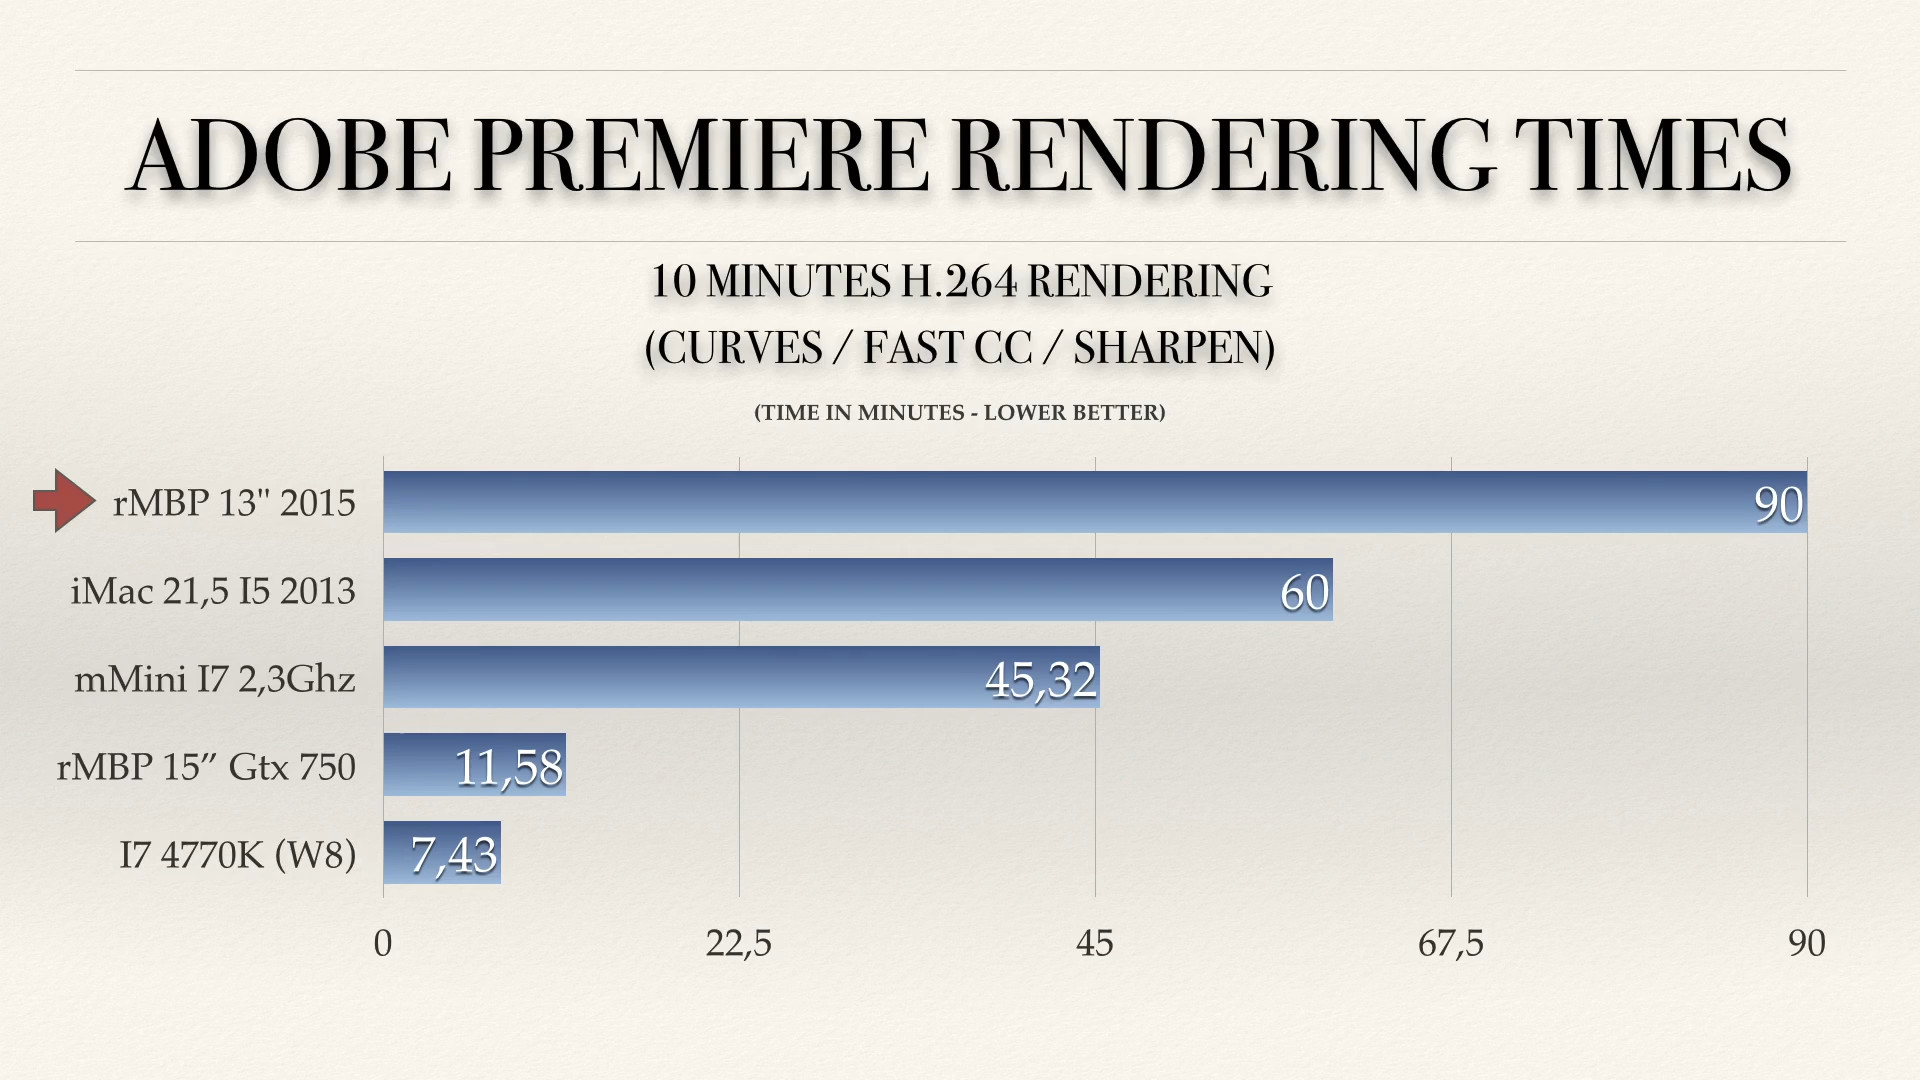 ADOBE PREMIERE RENDERING TIMES
10 MINUTES H.264 RENDERING
(CURVES / FAST CC / SHARPEN)
(TIME IN MINUTES - LOWER BETTER)
rMBP 13" 2015 90
iMac 21,5 I5 2013 60
mMini I7 2,3Ghz 45,32
rMBP 15” Gtx 750 11,58
I7 4770K (W8) 7,43
0 22,5 45 67,5 90